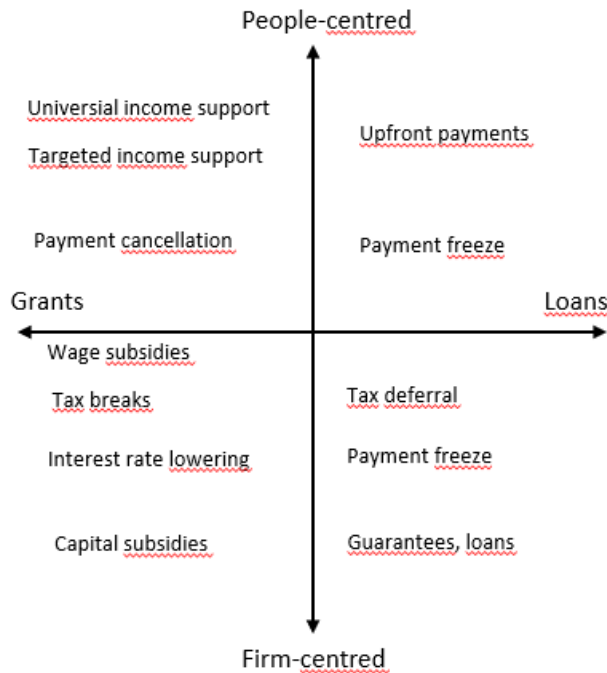 People-centred
Universial income support
Upfront payments
Targeted income support
Payment cancellation
Payment freeze
Grants
Loans
Wage subsidies
Tax breaks
Tax deferral
Interest rate lowering
Payment freeze
Capital subsidies
Guarantees, loans
Firm-centred